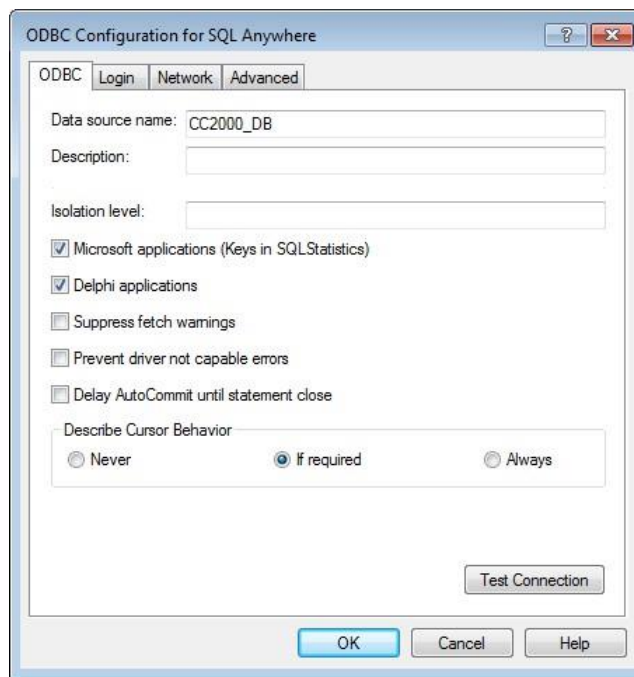 ODBC Configuration for SQL Anywhere
ODBC Login Network Advanced
Data source name: CC2000_DB
Description:
Isolation level:
Microsoft applications (Keys in SQLStatistics)
Delphi applications
Suppress fetch warnings
Prevent driver not capable errors
Delay AutoCommit until statement close
Describe Cursor Behavior
Never If required Always
Test Connection
OK Cancel Help